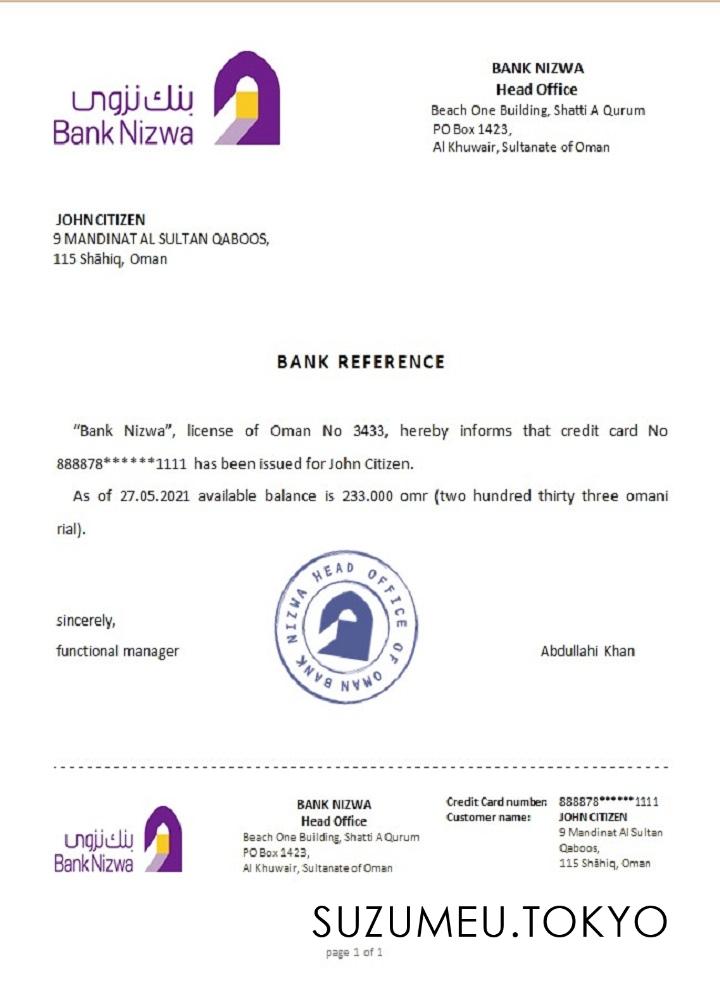 بنك نزوى
Bank Nizwa
BANK NIZWA
Head Office
Beach One Building, Shatti A Qurum
PO Box 1423,
Al Khuwair, Sultanate of Oman
JOHN CITIZEN
9 MANDINAT AL SULTAN QABOOS,
115 Shāhiq, Oman
BANK REFERENCE
“Bank Nizwa”, license of Oman No 3433, hereby informs that credit card No
888878******1111 has been issued for John Citizen.
As of 27.05.2021 available balance is 233.000 omr (two hundred thirty three omani
rial).
NIZWA HEAD OFFICE OF OMAN BANK
sincerely,
functional manager
Abdullahi Khan
بنك نزوى
Bank Nizwa
BANK NIZWA
Head Office
Beach One Building, Shatti A Qurum
PO Box 1423,
Al Khuwair, Sultanate of Oman
Credit Card number: 888878******1111
Customer name: JOHN CITIZEN
9 Mandinat Al Sultan
Qaboos,
115 Shāhiq, Oman
SUZUMEU.TOKYO
page 1 of 1